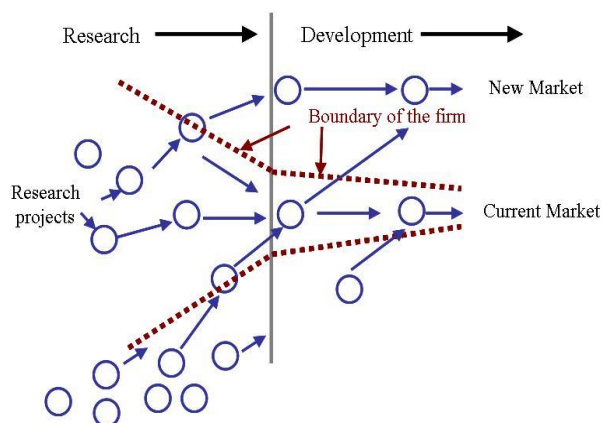 Research
Development
New Market
Boundary of the firm
Research
projects
Current Market